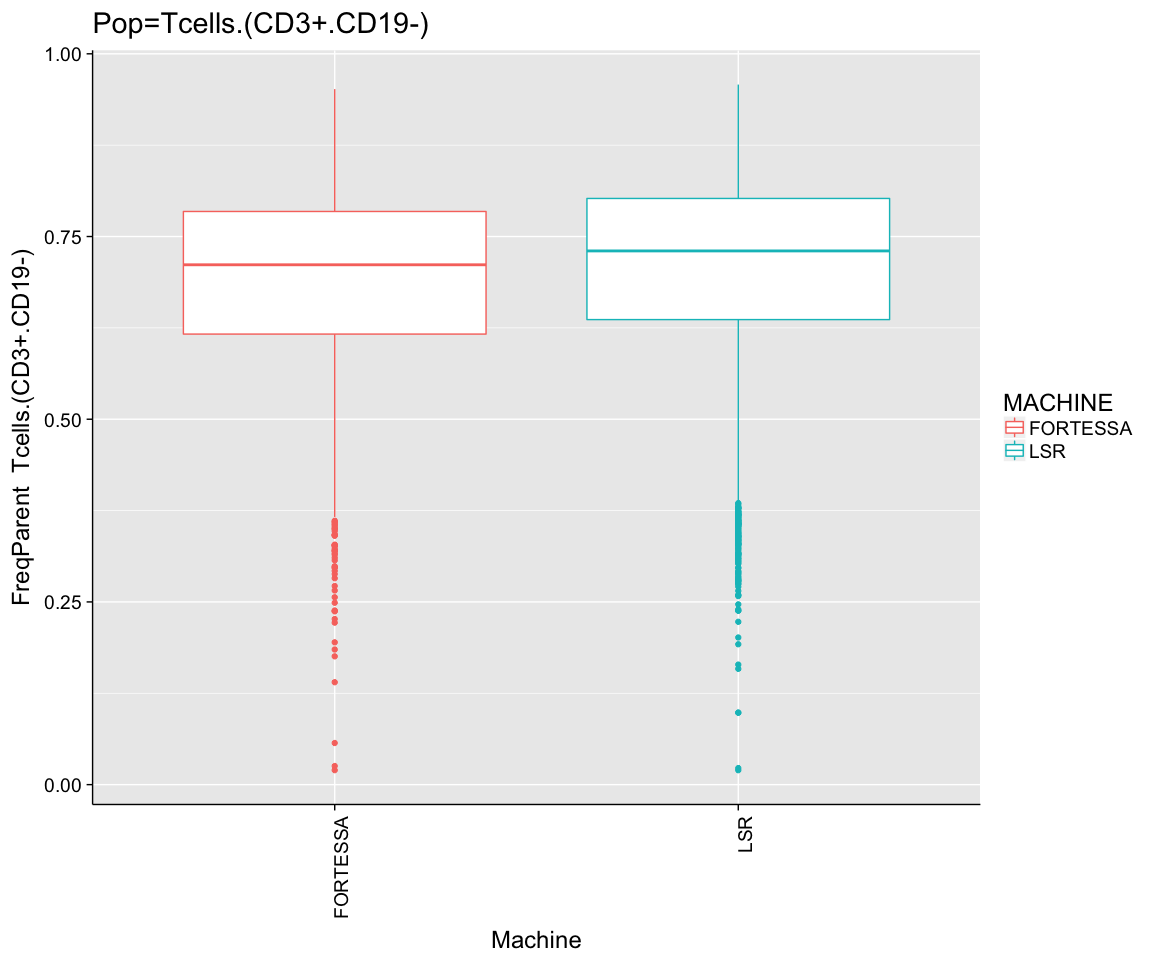 Pop=Tcells.(CD3+.CD19-)
1.00
0.75
0.50
0.25
0.00
FreqParent Tcells.(CD3+.CD19-)
FORTESSA
LSR
Machine
MACHINE
FORTESSA
LSR